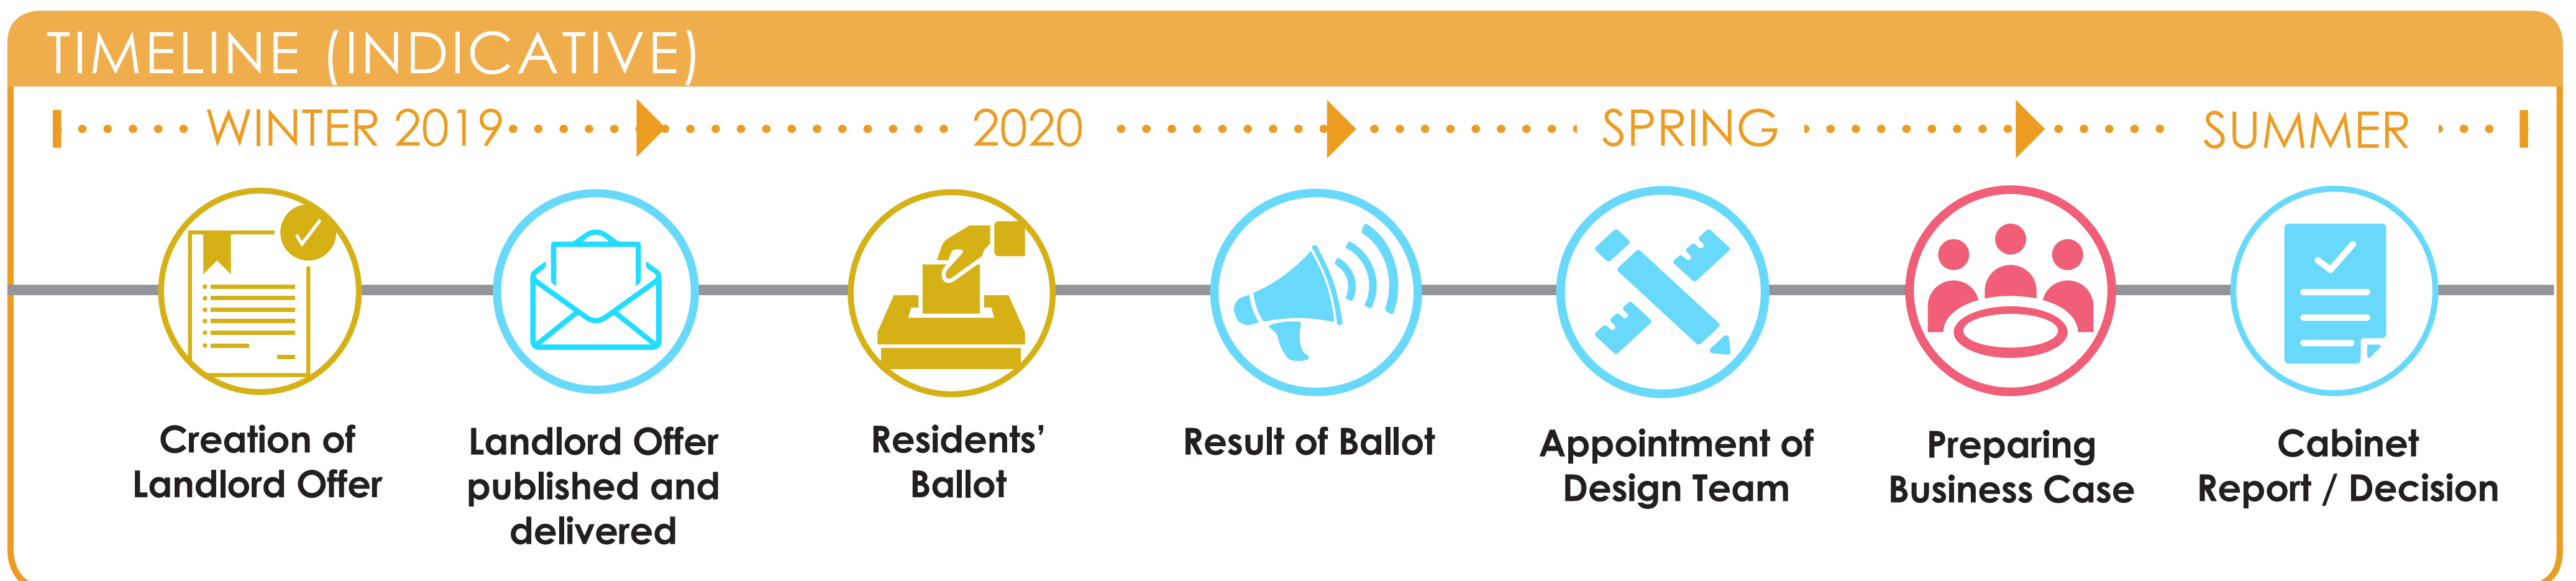 TIMELINE (INDICATIVE)
WINTER 2019
2020
SPRING
SUMMER
Creation of
Landlord Offer
Landlord Offer
published and
delivered
Residents’
Ballot
Result of Ballot
Appointment of
Design Team
Preparing
Business Case
Cabinet
Report / Decision